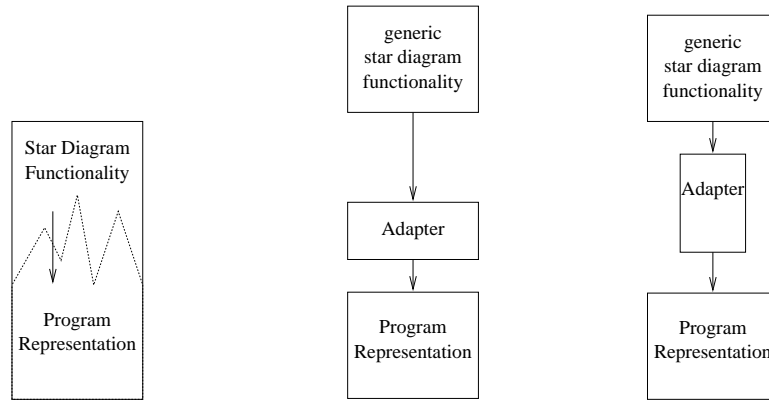 Star Diagram
Functionality
Program
Representation
generic
star diagram
functionality
Adapter
Program
Representation
generic
star diagram
functionality
Adapter
Program
Representation